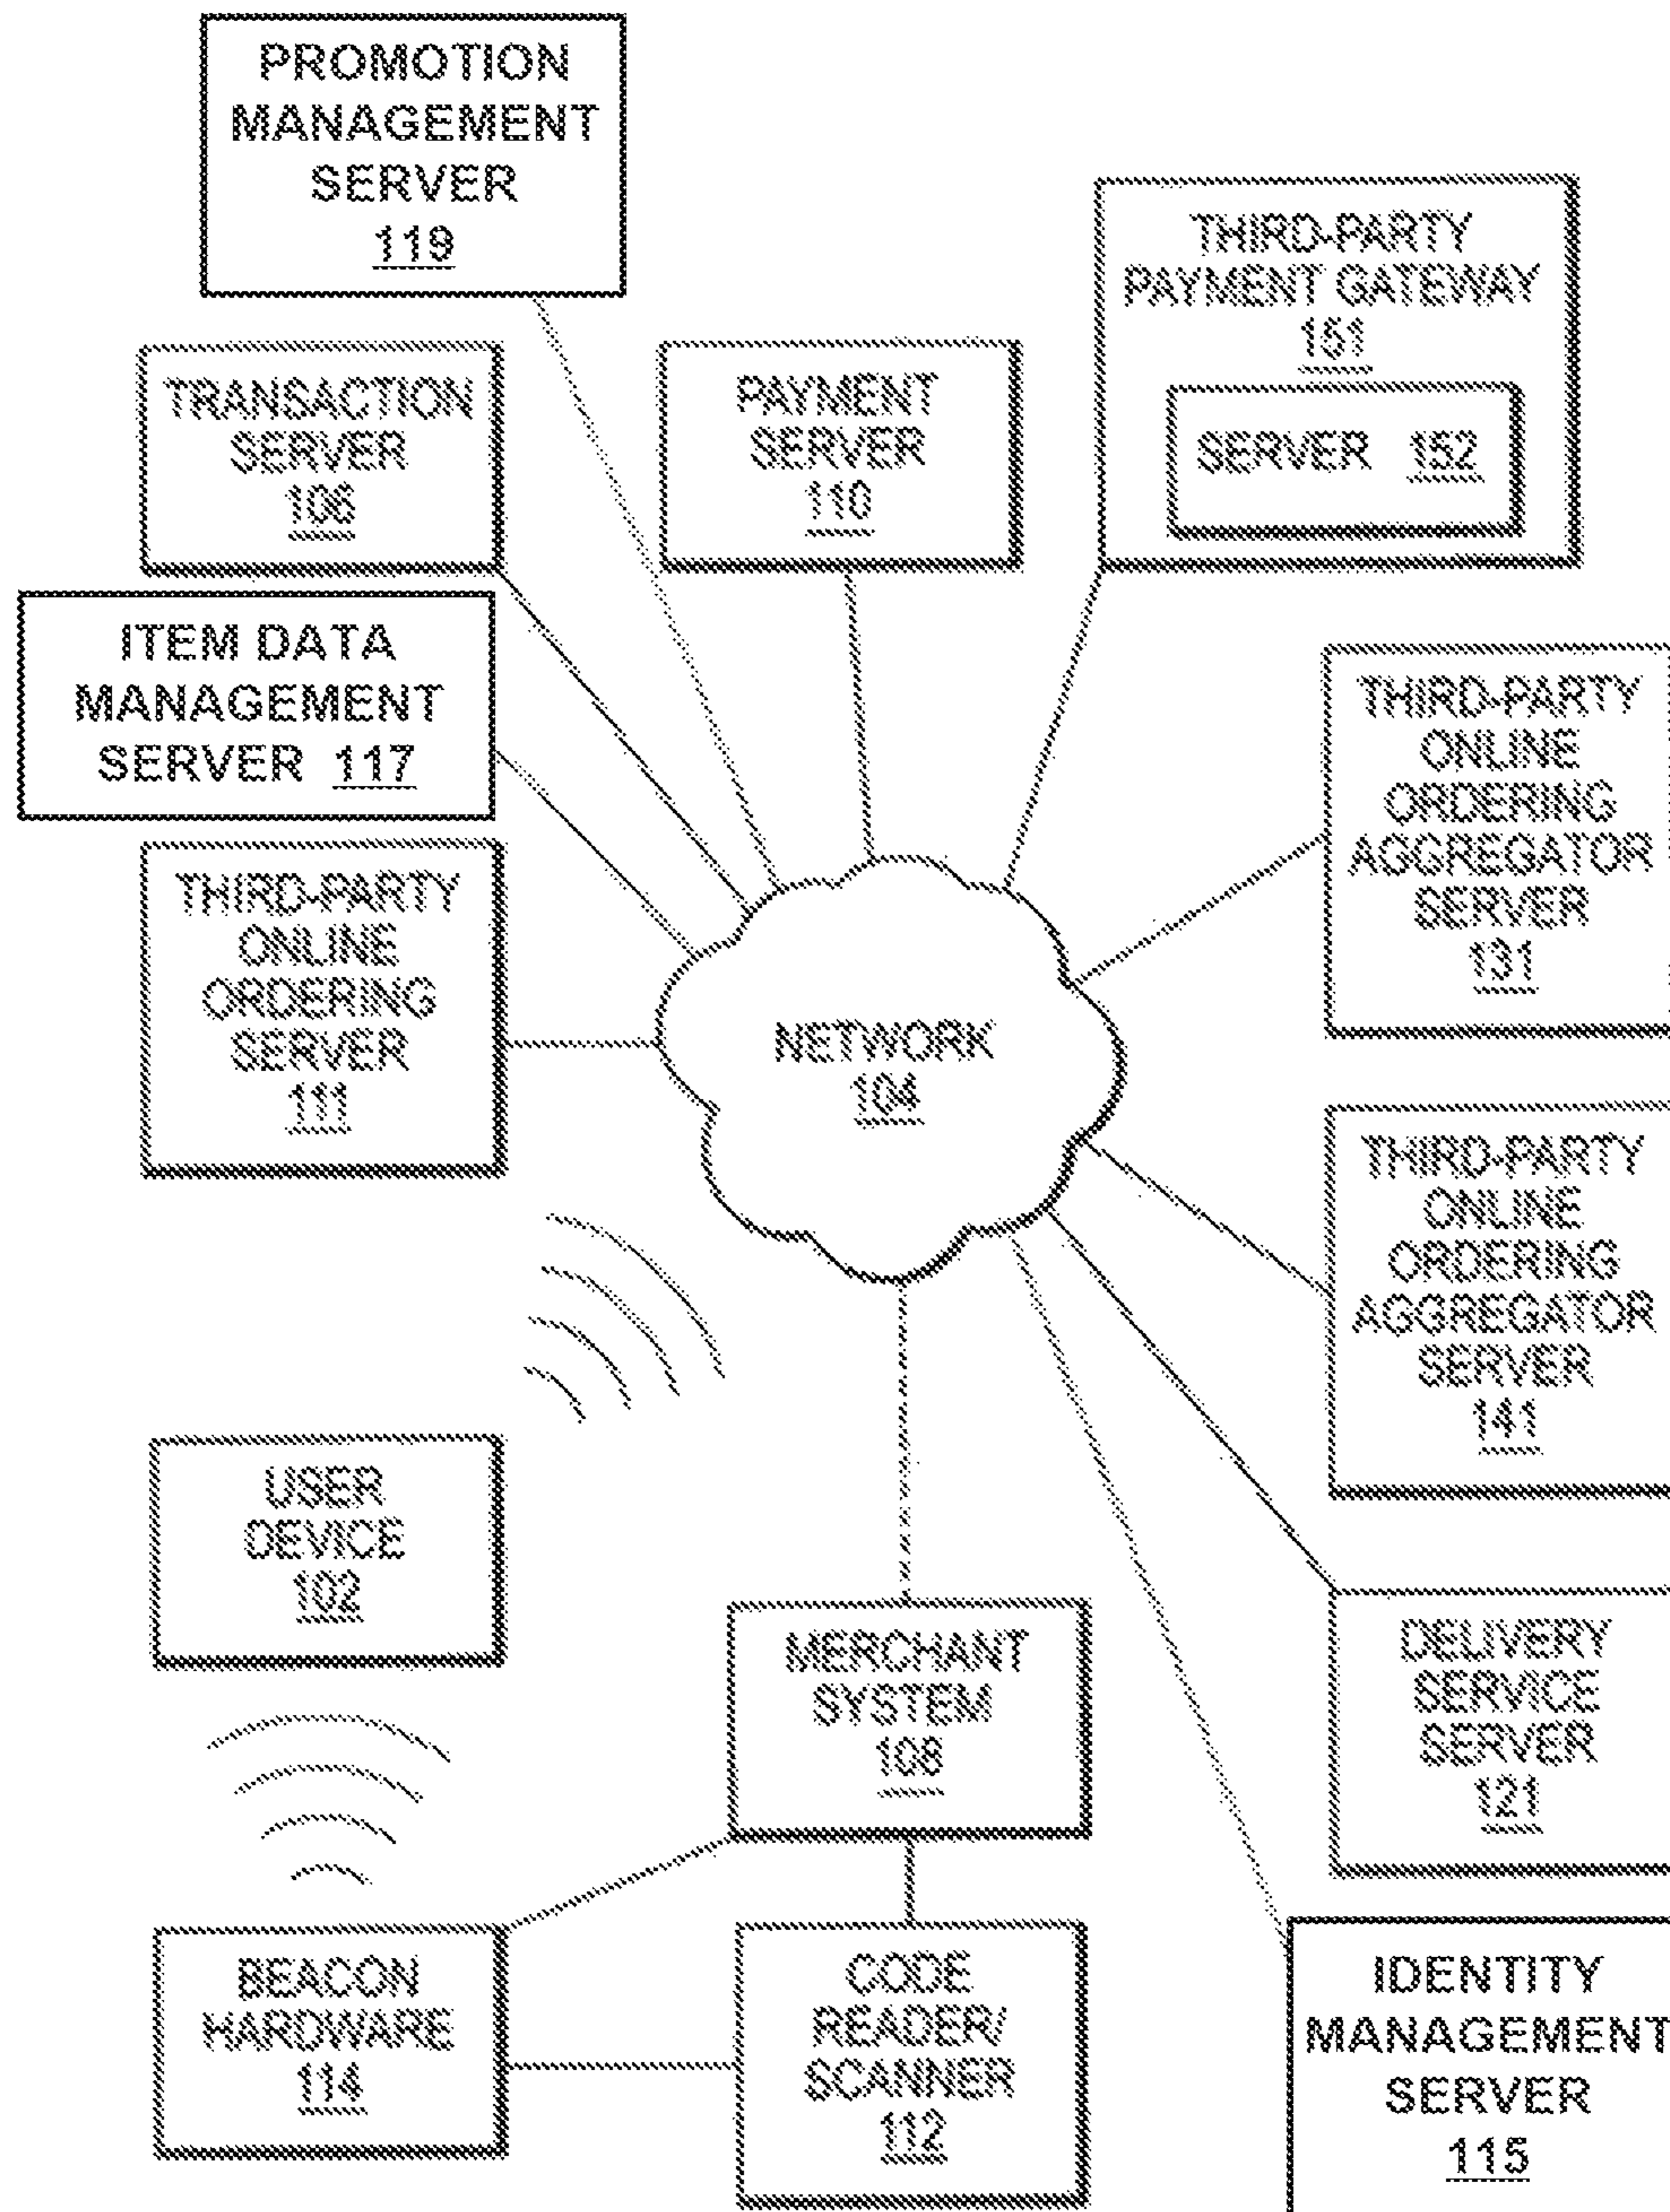 PROMOTION
MANAGEMENT
SERVER
119
THIRD-PARTY
PAYMENT GATEWAY
151
SERVER 152
TRANSACTION
SERVER
106
PAYMENT
SERVER
110
ITEM DATA
MANAGEMENT
SERVER 117
THIRD-PARTY
ONLINE
ORDERING
AGGREGATOR
SERVER
131
THIRD-PARTY
ONLINE
ORDERING
SERVER
111
NETWORK
104
THIRD-PARTY
ONLINE
ORDERING
AGGREGATOR
SERVER
141
USER
DEVICE
102
MERCHANT
SYSTEM
108
DELIVERY
SERVICE
SERVER
121
BEACON
HARDWARE
114
CODE
READER/
SCANNER
112
IDENTITY
MANAGEMENT
SERVER
115